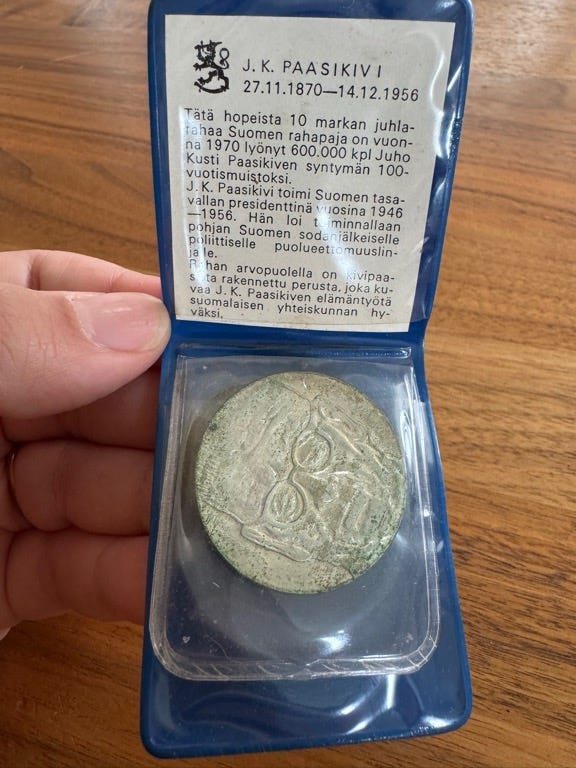 J. K. PAASIKIVI
27.11.1870—14.12.1956
Tätä hopeista 10 markan juhla-
rahaa Suomen rahapaja on vuon-
na 1970 lyönyt 600.000 kpl Juho
Kusti Paasikiven syntymän 100-
vuotismuistoksi.
J. K. Paasikivi toimi Suomen tasa-
vallan presidenttinä vuosina 1946
—1956. Hän loi toiminnallaan
pohjan Suomen sodanjälkeiselle
poliittiselle puolueettomuuslin-
jalle.
Rahan arvopuolella on kivipaa-
sista rakennettu perusta, joka ku-
vaa J. K. Paasikiven elämäntyötä
suomalaisen yhteiskunnan hy-
väksi.